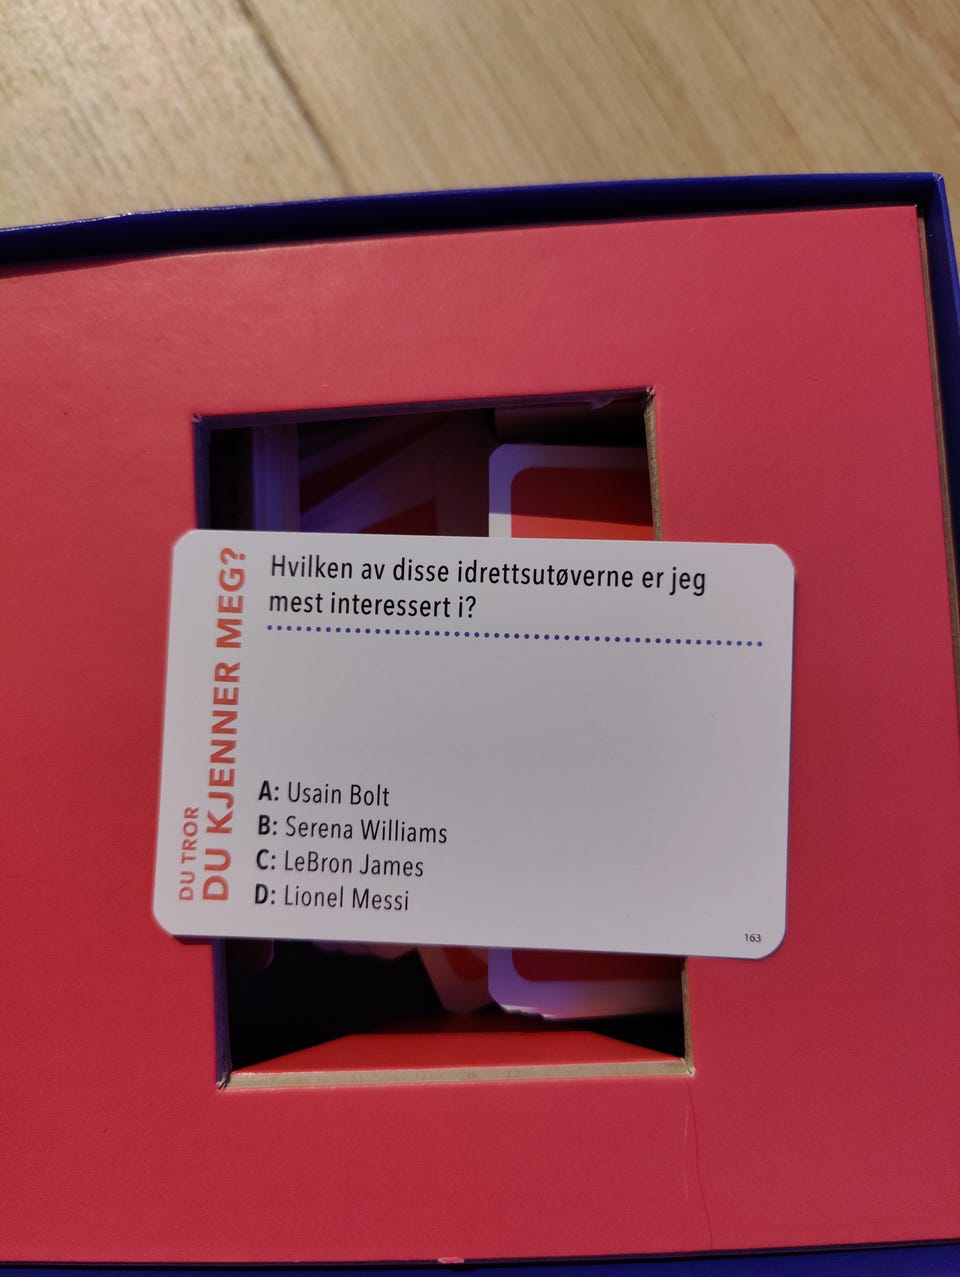 DU TROR
DU KJENNER MEG?
Hvilken av disse idrettsutøverne er jeg
mest interessert i?
A: Usain Bolt
B: Serena Williams
C: LeBron James
D: Lionel Messi
163